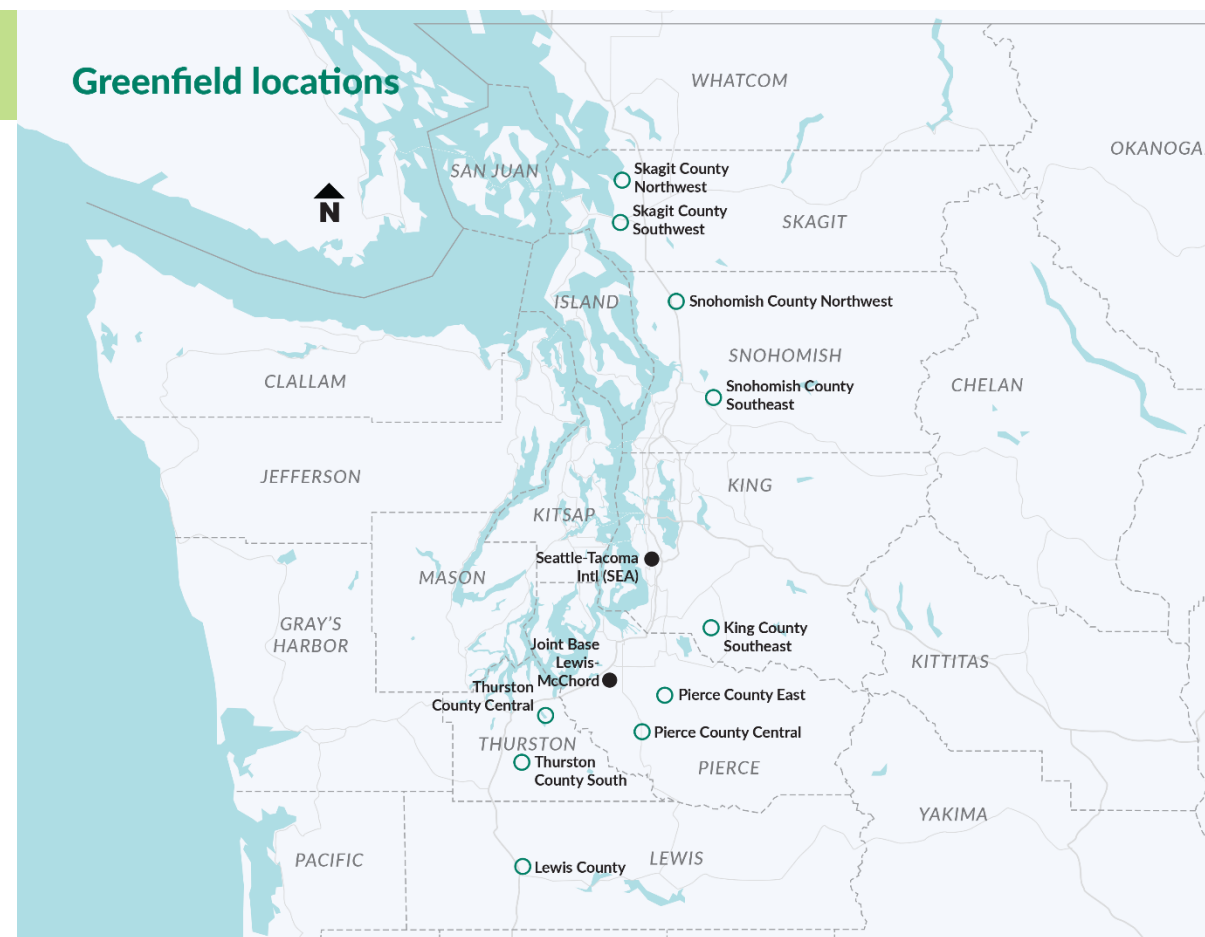 Greenfield locations
WHATCOM
OKANOGA
SAN JUAN
Skagit County
Northwest
N
Skagit County
Southwest
SKAGIT
ISLAND
Snohomish County Northwest
SNOHOMISH
CLALLAM
CHELAN
Snohomish County
Southeast
JEFFERSON
KING
KITSAP
Seattle-Tacoma
Intl (SEA)
MASON
GRAY'S
HARBOR
King County
Southeast
Joint Base
Lewis-
McChord
KITTITAS
Thurston
County Central
Pierce County East
Pierce County Central
THURSTON
Thurston
County South
PIERCE
YAKIMA
PACIFIC
LEWIS
Lewis County